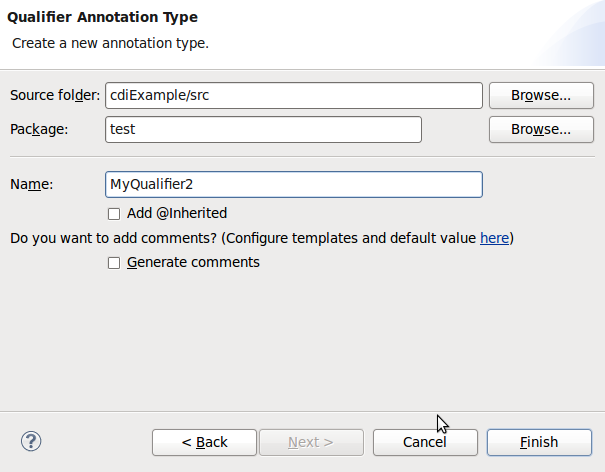 Qualifier Annotation Type
Create a new annotation type.
Source folder: cdiExample/src Browse...
Package: test Browse...
Name: MyQualifier2
Add @Inherited
Do you want to add comments? (Configure templates and default value here)
Generate comments
? < Back Next > Cancel Finish